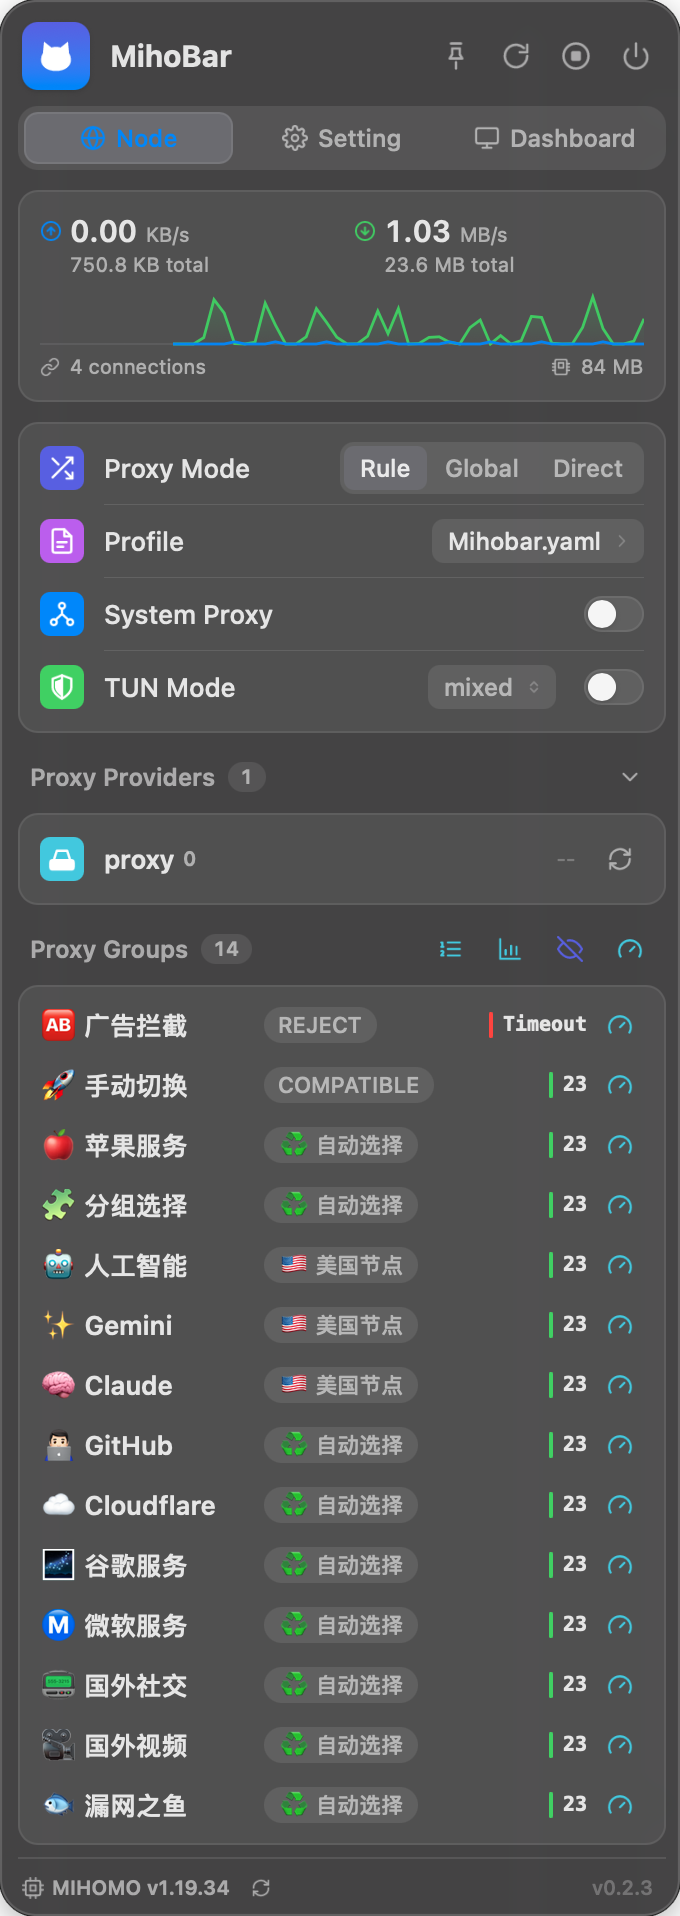 MihoBar
Node Setting Dashboard
0.00 KB/s 1.03 MB/s
750.8 KB total 23.6 MB total
4 connections 84 MB
Proxy Mode Rule Global Direct
Profile Mihobar.yaml
System Proxy
TUN Mode mixed
Proxy Providers 1
proxy 0 --
Proxy Groups 14
🆎 广告拦截 REJECT Timeout
🚀 手动切换 COMPATIBLE 23
🍎 苹果服务 ♻️ 自动选择 23
🧩 分组选择 ♻️ 自动选择 23
🤖 人工智能 🇺🇸 美国节点 23
✨ Gemini 🇺🇸 美国节点 23
🧠 Claude 🇺🇸 美国节点 23
👨🏻‍💻 GitHub ♻️ 自动选择 23
☁️ Cloudflare ♻️ 自动选择 23
🌌 谷歌服务 ♻️ 自动选择 23
Ⓜ️ 微软服务 ♻️ 自动选择 23
📟 国外社交 ♻️ 自动选择 23
🎥 国外视频 ♻️ 自动选择 23
🐟 漏网之鱼 ♻️ 自动选择 23
MIHOMO v1.19.34 v0.2.3